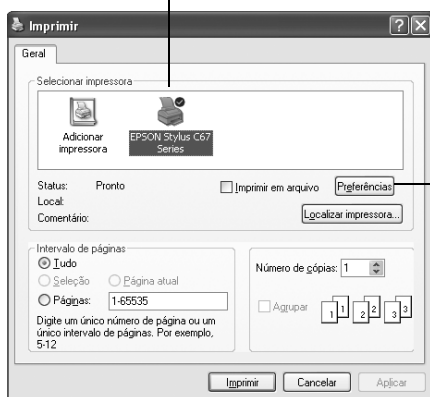 Imprimir
Geral
Selecionar impressora
Adicionar
impressora
EPSON Stylus C67
Series
Status: Pronto
Local:
Comentário:
Imprimir em arquivo
Preferências
Localizar impressora...
Intervalo de páginas
Tudo
Seleção
Página atual
Páginas: 1-65535
Digite um único número de página ou um
único intervalo de páginas. Por exemplo,
5-12
Número de cópias: 1
Agrupar
1 1 2 2 3 3
Imprimir
Cancelar
Aplicar